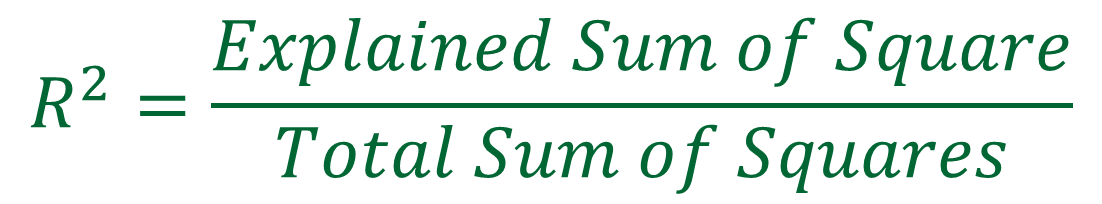 R² = Explained Sum of Square
Total Sum of Squares